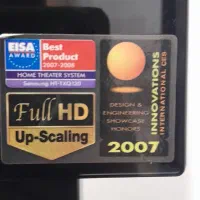 EISA
AWARD
Best
Product
2007-2008
HOME THEATER SYSTEM
Samsung HT-TXQ120
Full HD
Up-Scaling
DESIGN &
ENGINEERING
SHOWCASE
HONORS
INNOVATIONS
INTERNATIONAL CES
2007